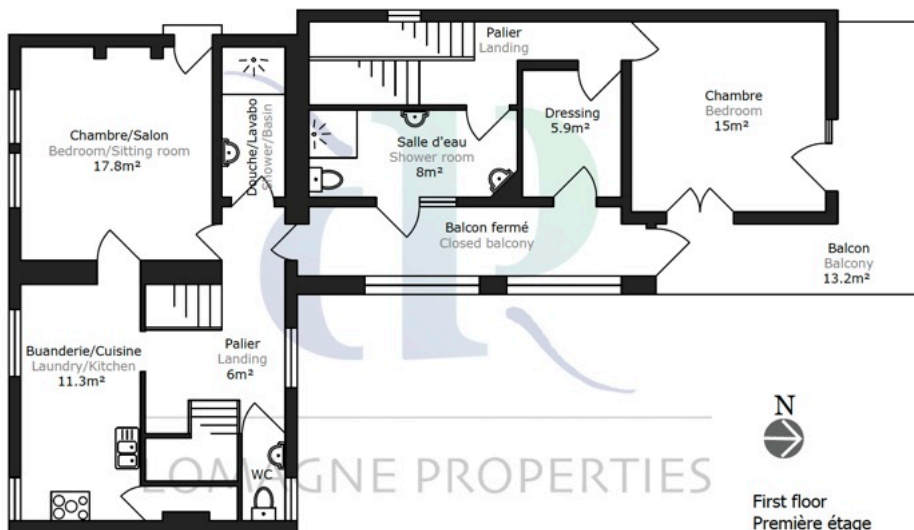 Palier
Landing
Chambre/Salon
Bedroom/Sitting room
17.8m²
Douche/Lavabo
Shower/Basin
Salle d'eau
Shower room
8m²
Dressing
5.9m²
Chambre
Bedroom
15m²
Balcon fermé
Closed balcony
Balcon
Balcony
13.2m²
Buanderie/Cuisine
Laundry/Kitchen
11.3m²
Palier
Landing
6m²
WC
LOMAGNE PROPERTIES
N
First floor
Première étage